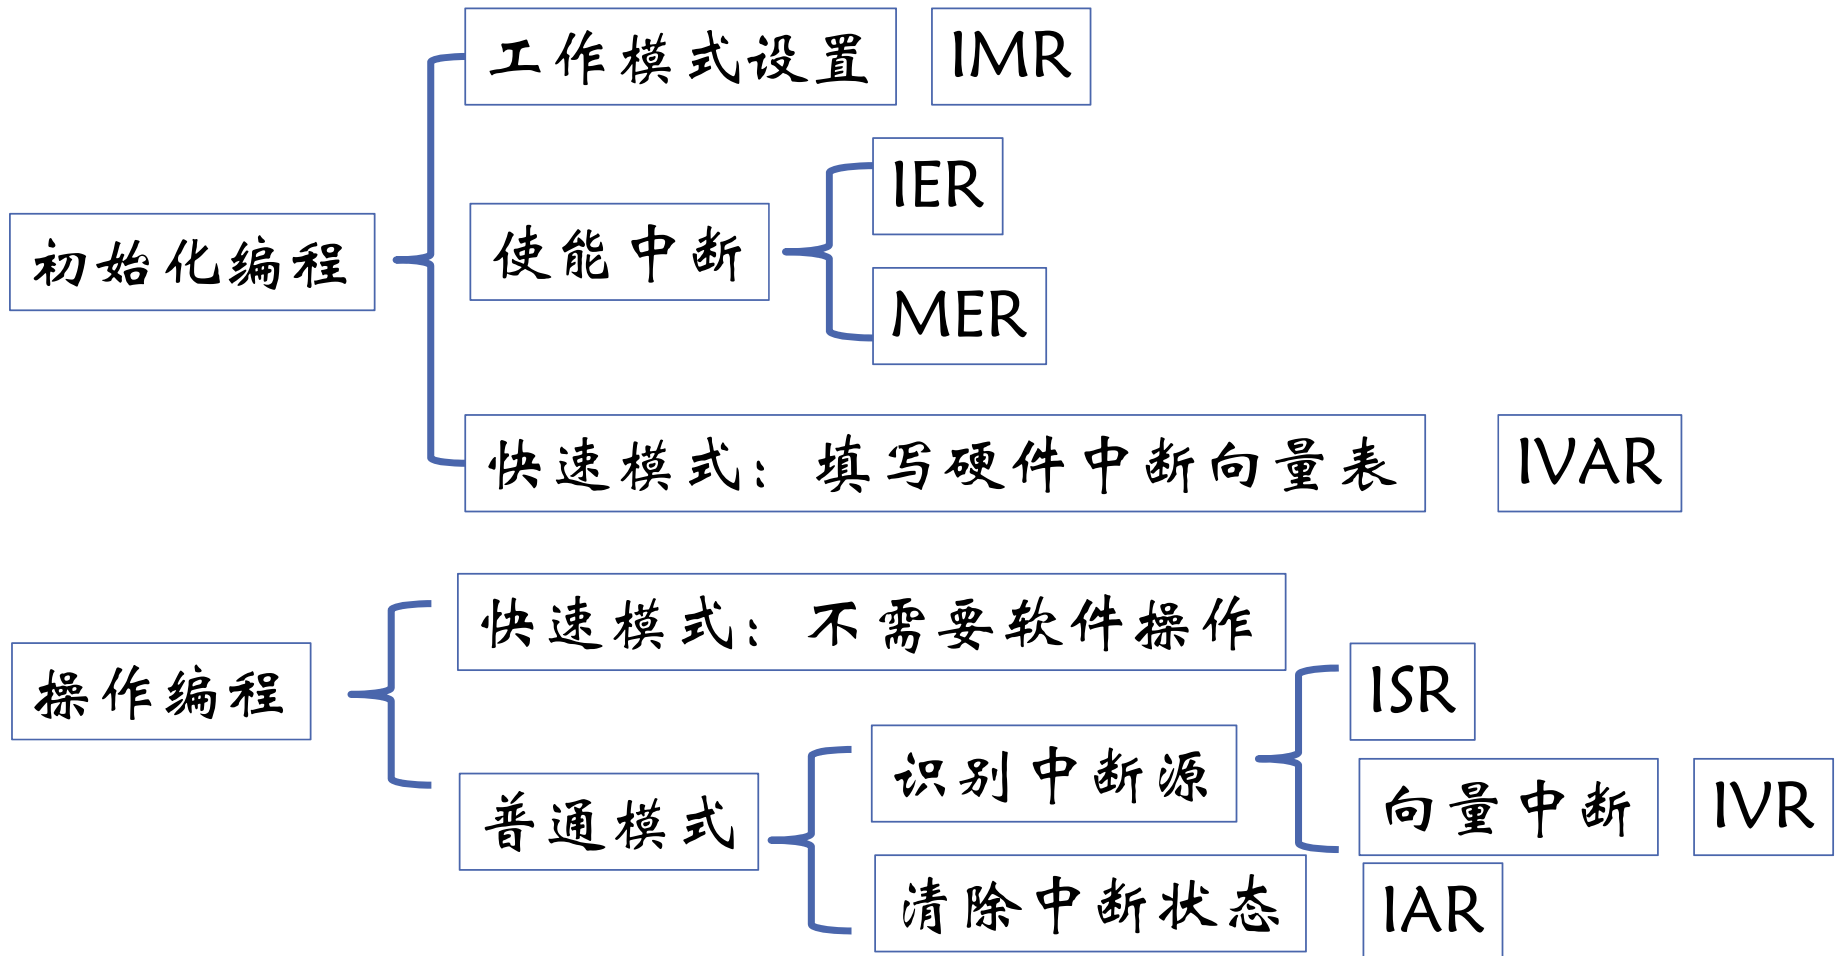 工作模式设置 IMR
IER
初始化编程
使能中断
MER
快速模式：填写硬件中断向量表 IVAR
快速模式：不需要软件操作
操作编程
ISR
识别中断源
向量中断 IVR
普通模式
清除中断状态 IAR